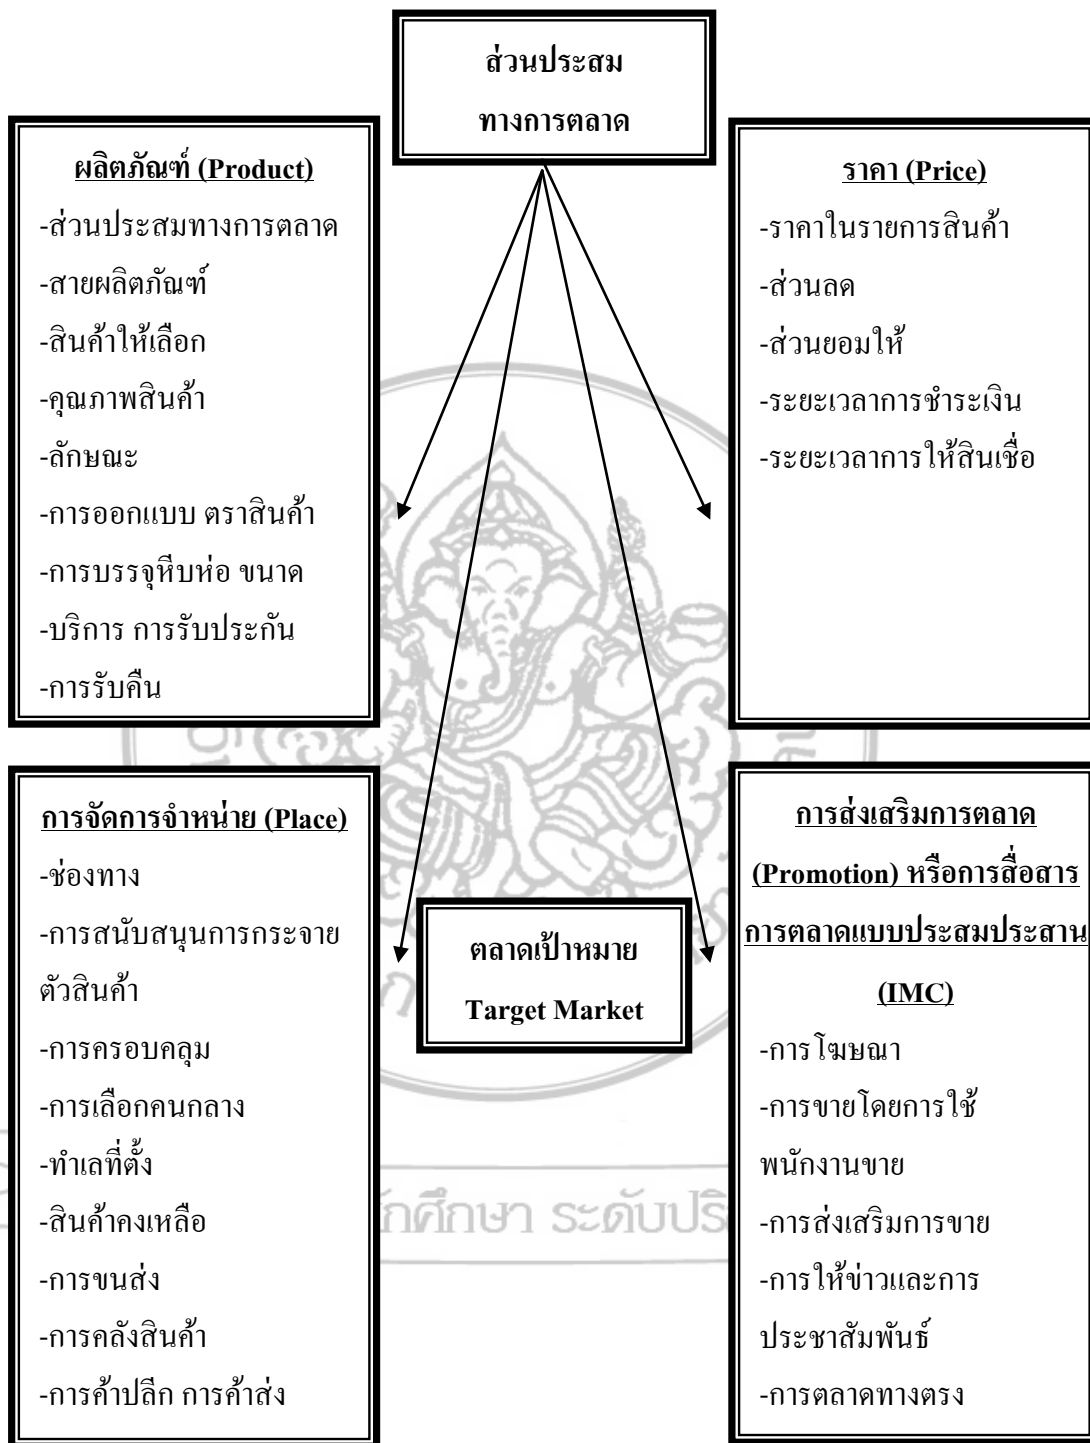 ส่วนประสม
ทางการตลาด
ผลิตภัณฑ์ (Product)
-ส่วนประสมทางการตลาด
-สายผลิตภัณฑ์
-สินค้าให้เลือก
-คุณภาพสินค้า
-ลักษณะ
-การออกแบบ ตราสินค้า
-การบรรจุหีบห่อ ขนาด
-บริการ การรับประกัน
-การรับคืน
ราคา (Price)
-ราคาในรายการสินค้า
-ส่วนลด
-ส่วนยอมให้
-ระยะเวลาการชำระเงิน
-ระยะเวลาการให้สินเชื่อ
การจัดการจำหน่าย (Place)
-ช่องทาง
-การสนับสนุนการกระจาย
ตัวสินค้า
-การครอบคลุม
-การเลือกคนกลาง
-ทำเลที่ตั้ง
-สินค้าคงเหลือ
-การขนส่ง
-การคลังสินค้า
-การค้าปลีก การค้าส่ง
ตลาดเป้าหมาย
Target Market
การส่งเสริมการตลาด
(Promotion) หรือการสื่อสาร
การตลาดแบบประสมประสาน
(IMC)
-การโฆษณา
-การขายโดยการใช้
พนักงานขาย
-การส่งเสริมการขาย
-การให้ข่าวและการ
ประชาสัมพันธ์
-การตลาดทางตรง
ักศึกษา ระดับปริ